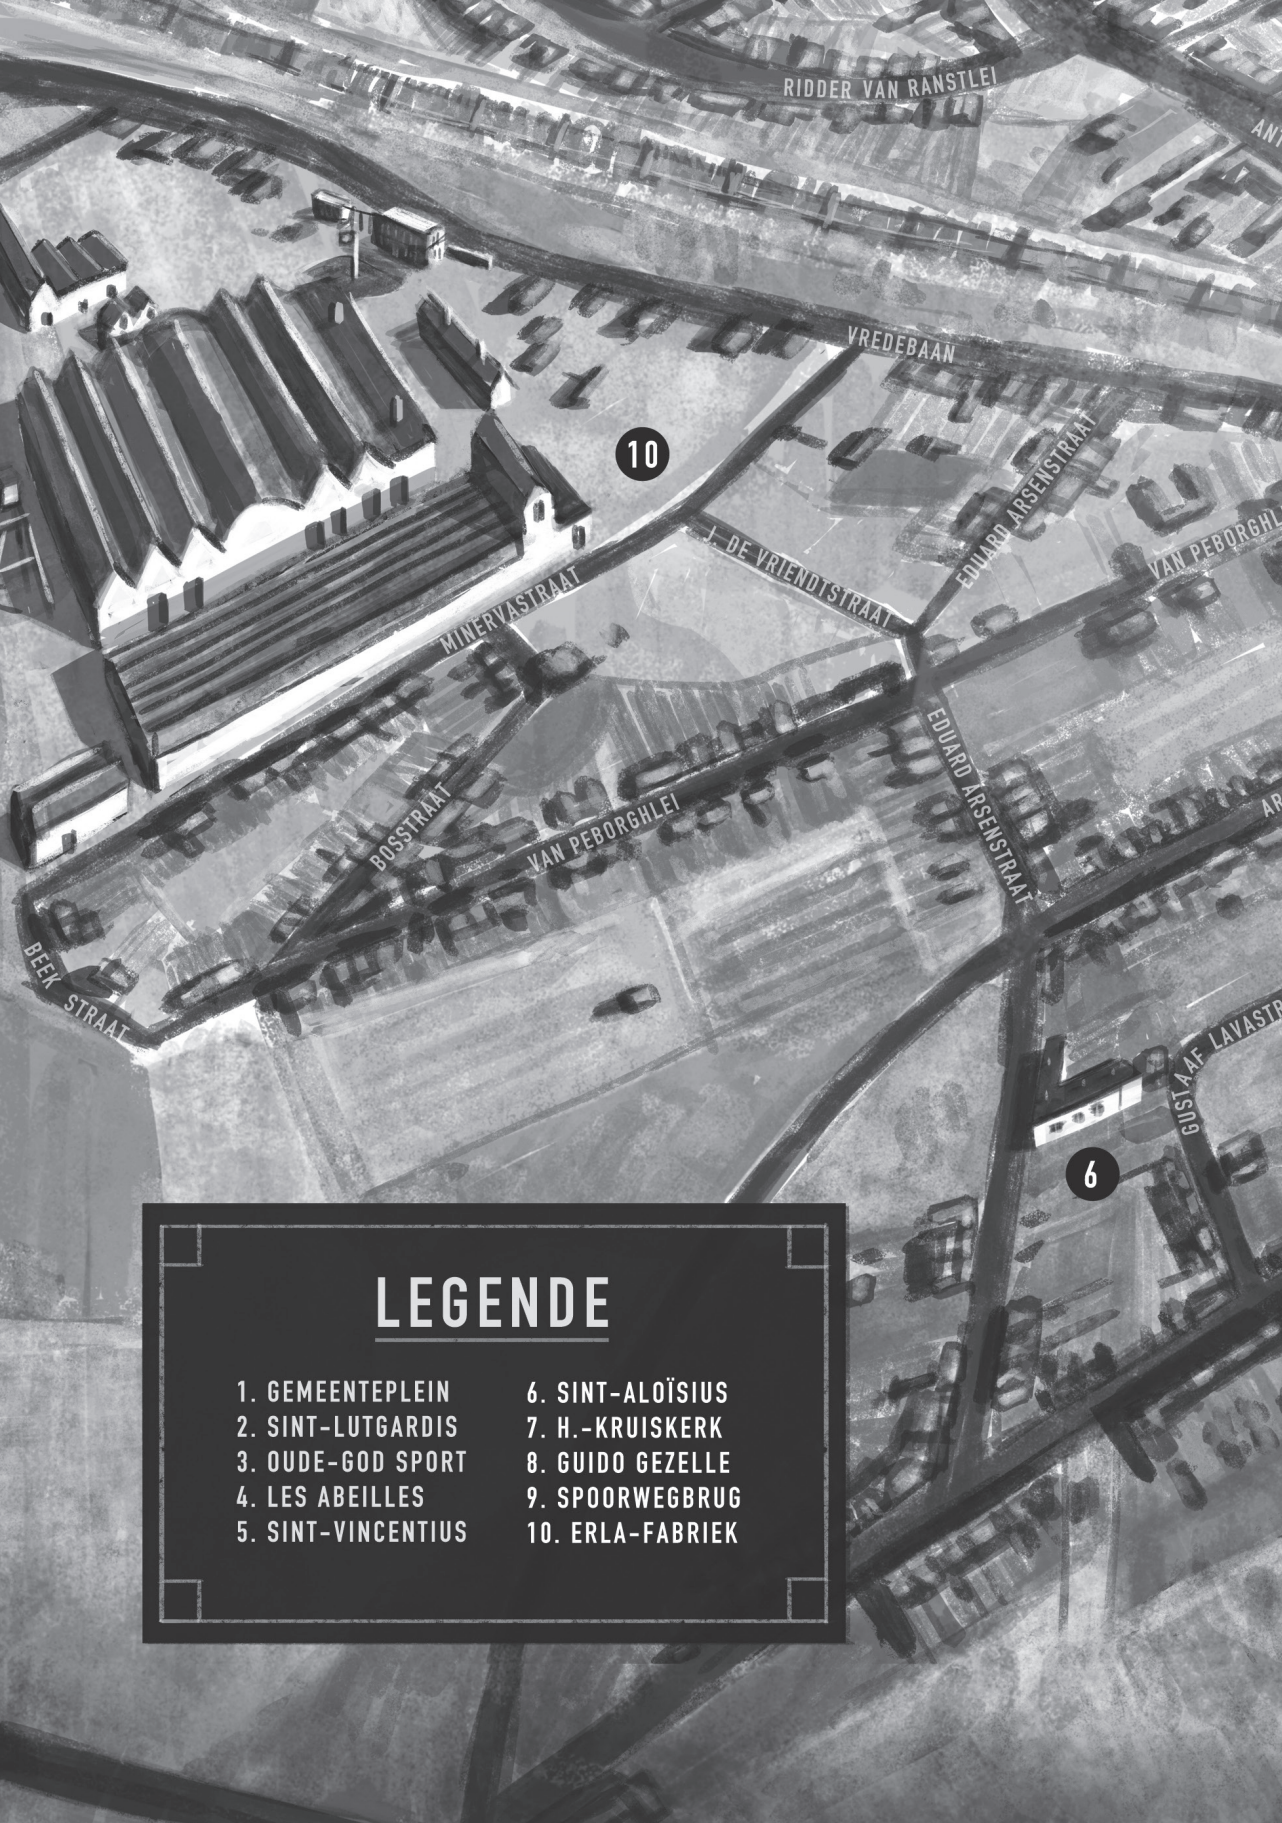 RIDDER VAN RANSTLEI
VREDEBAAN
10
EDUARD ARSENSTRAAT
VAN PEBORGHL
J. DE VRIENDTSTRAAT
MINERVASTRAAT
EDUARD ARSENSTRAAT
BOSSTRAAT
VAN PEBORGHLEI
BEEK STRAAT
GUSTAAF LAVASTR
6
LEGENDE
1. GEMEENTEPLEIN
2. SINT-LUTGARDIS
3. OUDE-GOD SPORT
4. LES ABEILLES
5. SINT-VINCENTIUS
6. SINT-ALOÏSIUS
7. H.-KRUISKERK
8. GUIDO GEZELLE
9. SPOORWEGBRUG
10. ERLA-FABRIEK